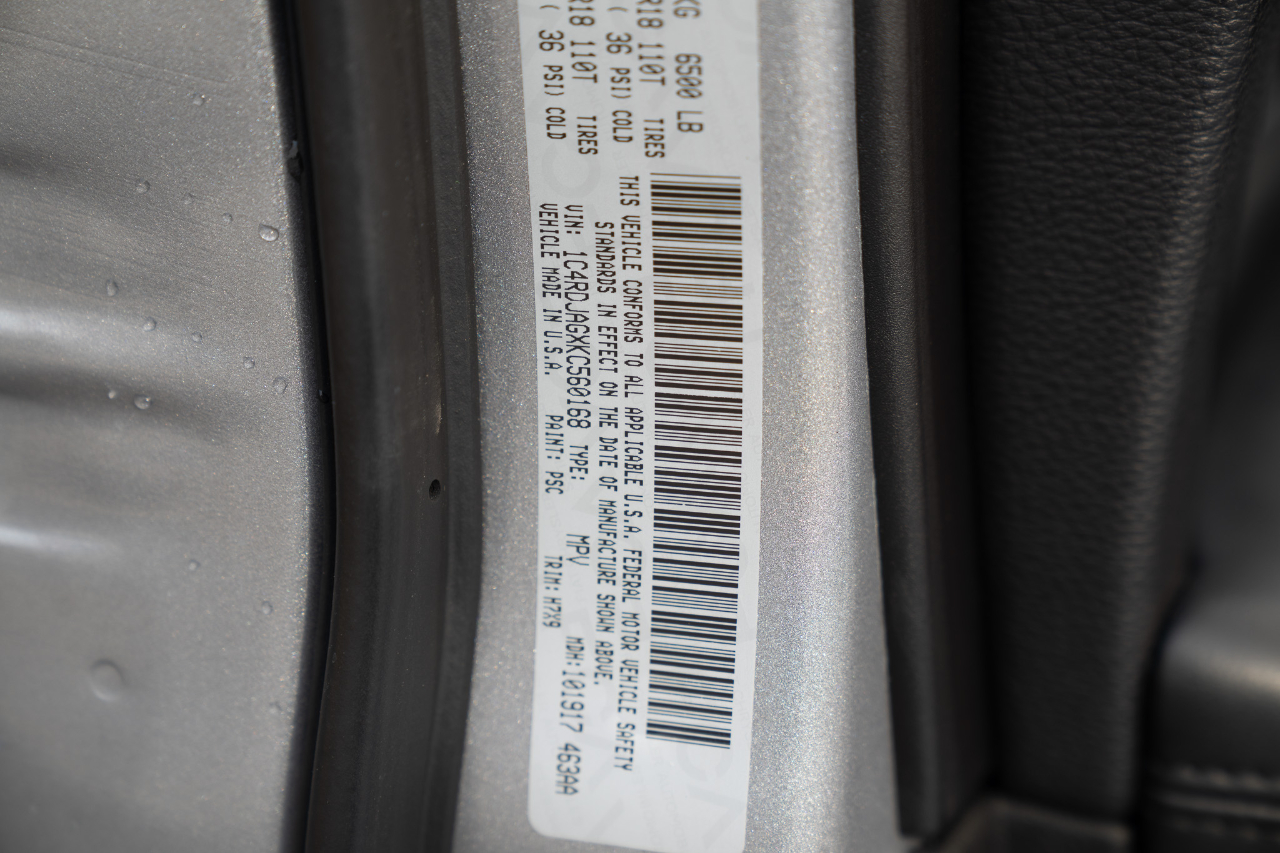 KG 6500 LB
R18 110T TIRES
( 36 PSI) COLD
R18 110T TIRES
( 36 PSI) COLD
THIS VEHICLE CONFORMS TO ALL APPLICABLE U.S.A. FEDERAL MOTOR VEHICLE SAFETY
STANDARDS IN EFFECT ON THE DATE OF MANUFACTURE SHOWN ABOVE.
VIN: 1C4RDJAGXKC560168 TYPE: MPV MDH:101917 463AA
VEHICLE MADE IN U.S.A. PAINT: PSC TRIM: H7X9